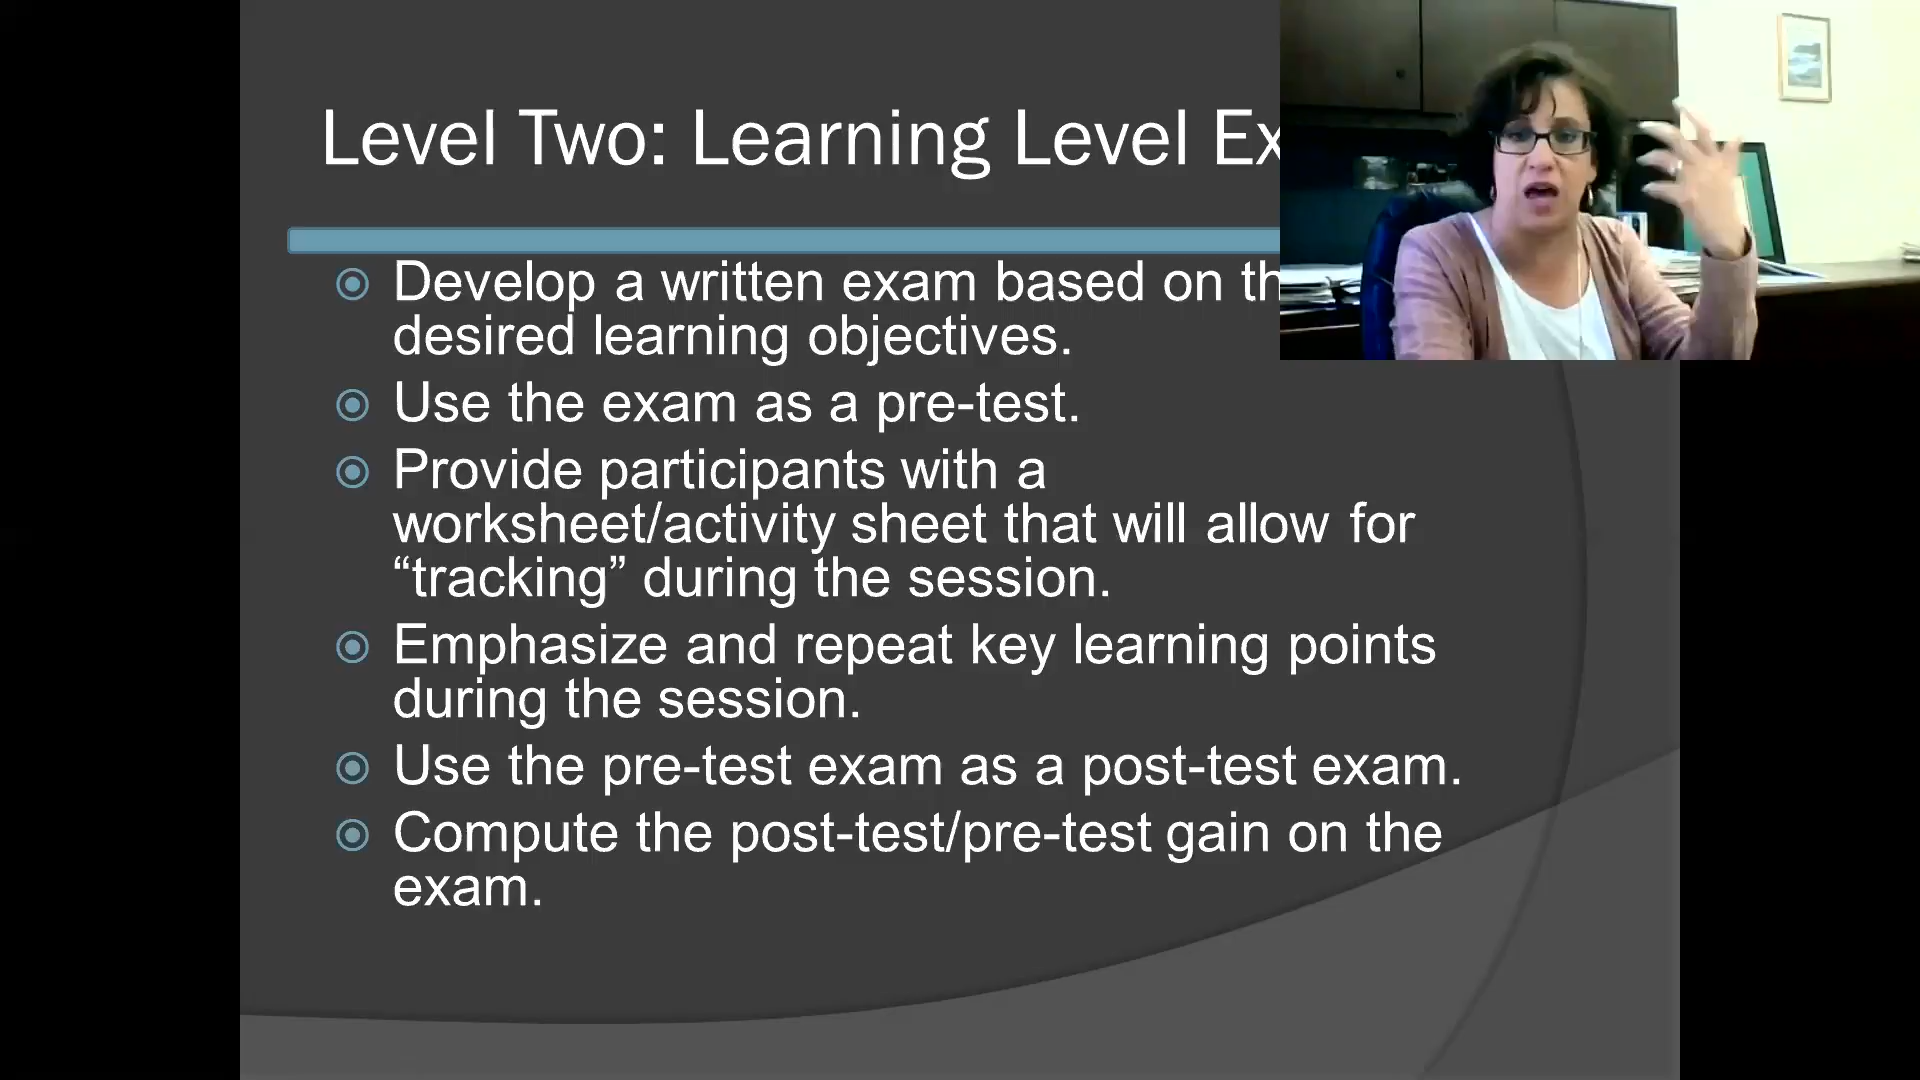 Level Two: Learning Level Ex
Develop a written exam based on th
desired learning objectives.
Use the exam as a pre-test.
Provide participants with a
worksheet/activity sheet that will allow for
“tracking” during the session.
Emphasize and repeat key learning points
during the session.
Use the pre-test exam as a post-test exam.
Compute the post-test/pre-test gain on the
exam.